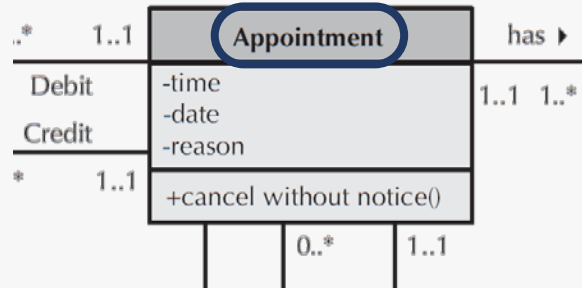 ..* 1..1 Appointment has ▶
Debit -time 1..1 1..*
-date
Credit -reason
* 1..1 +cancel without notice()
0..* 1..1